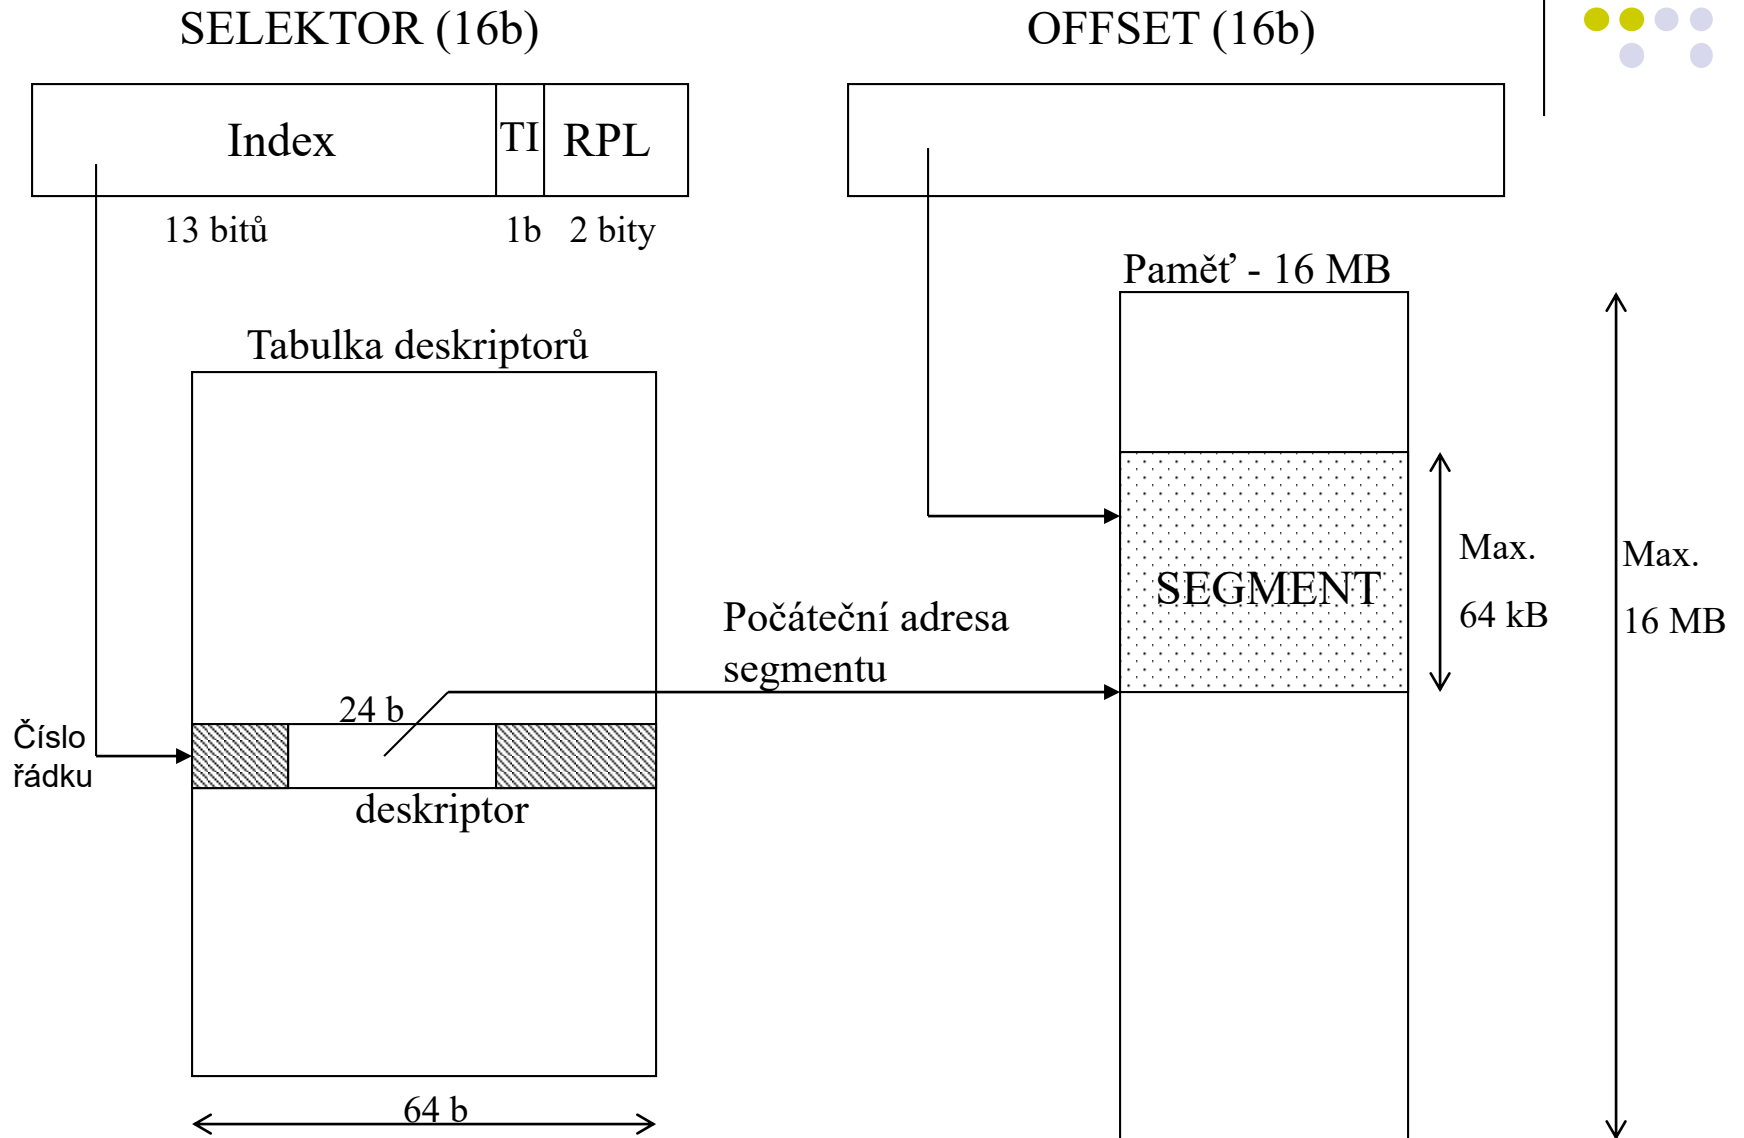 SELEKTOR (16b)
OFFSET (16b)
Index
TI
RPL
13 bitů
1b
2 bity
Paměť - 16 MB
Tabulka deskriptorů
Max.
64 kB
Max.
16 MB
SEGMENT
Počáteční adresa
segmentu
24 b
Číslo
řádku
deskriptor
64 b